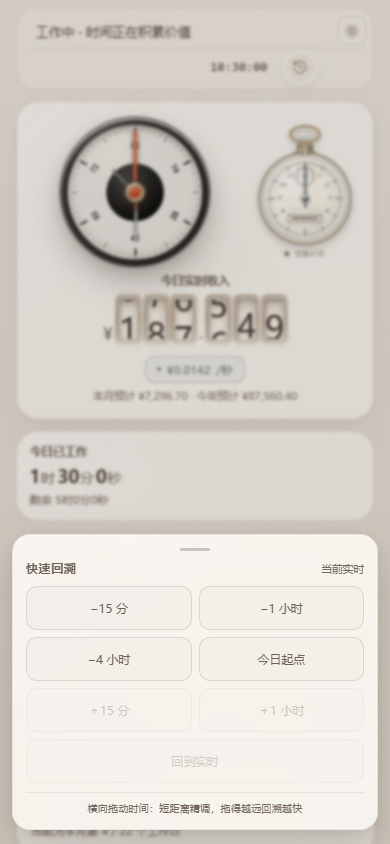 工作中 · 时间正在积累价值
10:30:00
今日实时收入
¥0.0142 /秒
本月预计 ¥7,296.70 · 今年预计 ¥87,560.40
今日已工作
1时30分0秒
剩余 5时0分0秒
快速回溯 当前实时
−15 分 −1 小时
−4 小时 今日起点
+15 分 +1 小时
回到实时
横向拖动时间：短距离精调，拖得越远回溯越快